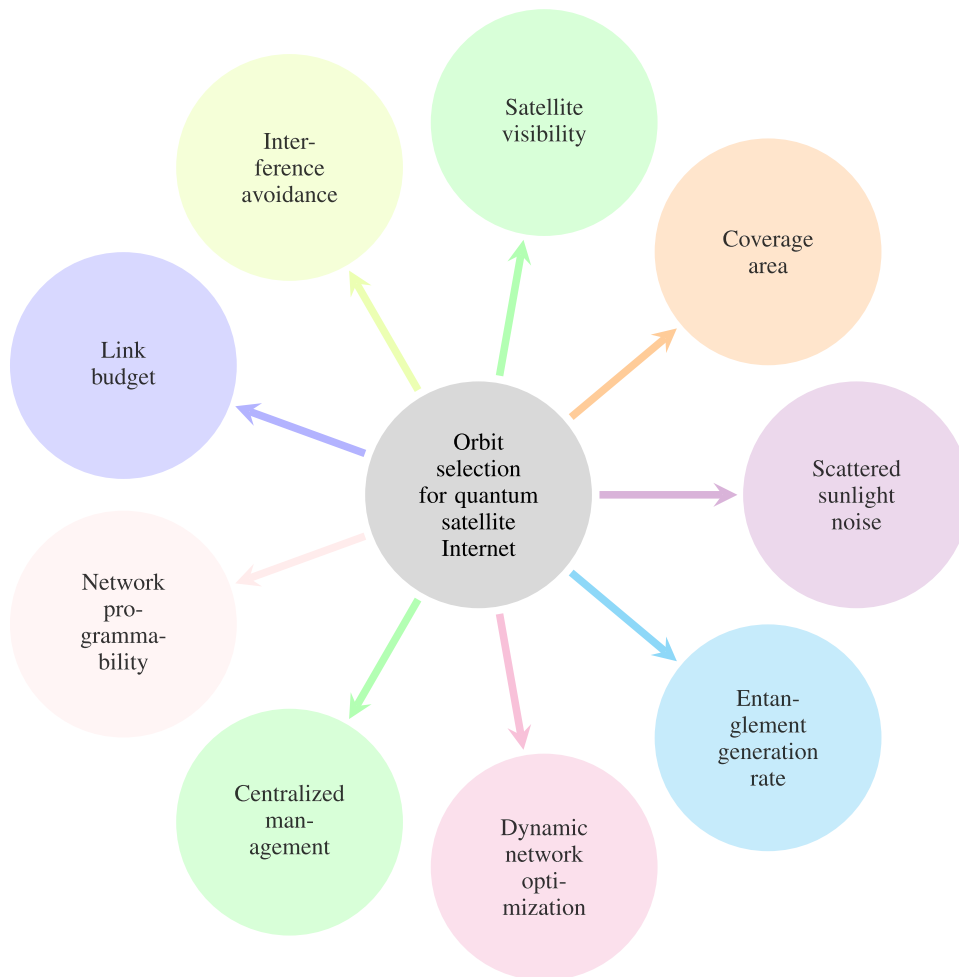 Satellite
visibility
Inter-
ference
avoidance
Coverage
area
Link
budget
Orbit
selection
for quantum
satellite
Internet
Scattered
sunlight
noise
Network
pro-
gramma-
bility
Entan-
glement
generation
rate
Centralized
man-
agement
Dynamic
network
opti-
mization